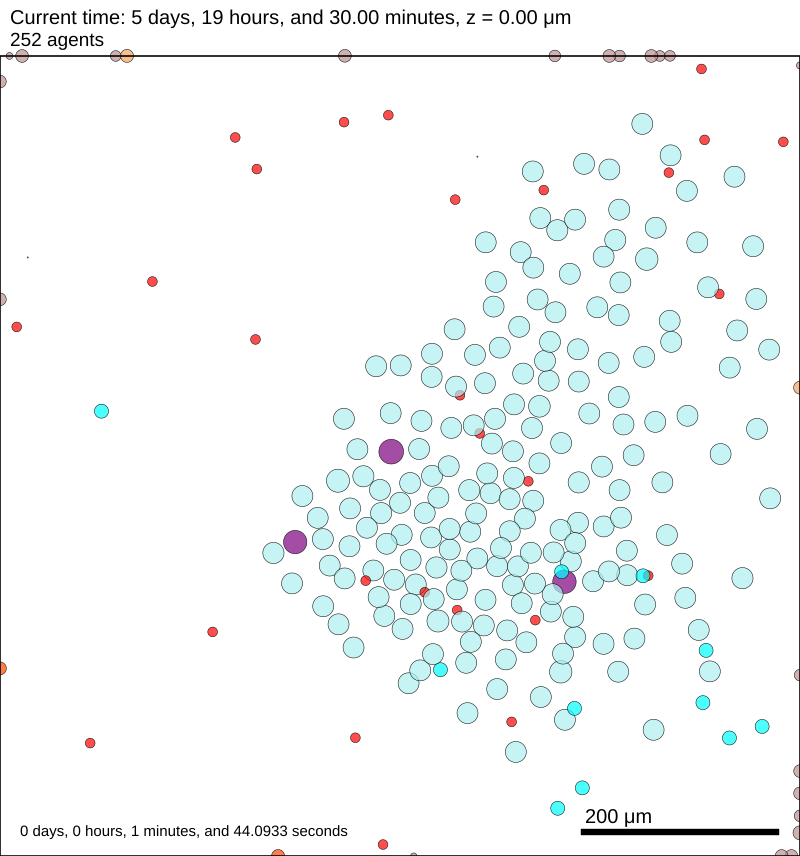 Current time: 5 days, 19 hours, and 30.00 minutes, z = 0.00 μm
252 agents
200 μm
0 days, 0 hours, 1 minutes, and 44.0933 seconds